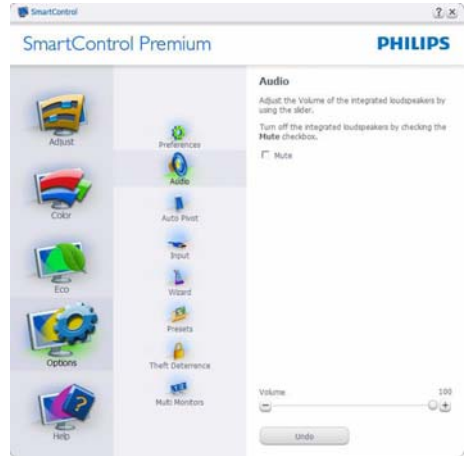 SmartControl
SmartControl Premium
PHILIPS
Adjust
Color
Eco
Options
Help
Preferences
Audio
Auto Pivot
Input
Wizard
Presets
Theft Deterrence
Multi Monitors
Audio
Adjust the Volume of the integrated loudspeakers by
using the slider.
Turn off the integrated loudspeakers by checking the
Mute checkbox.
Mute
Volume 100
Undo